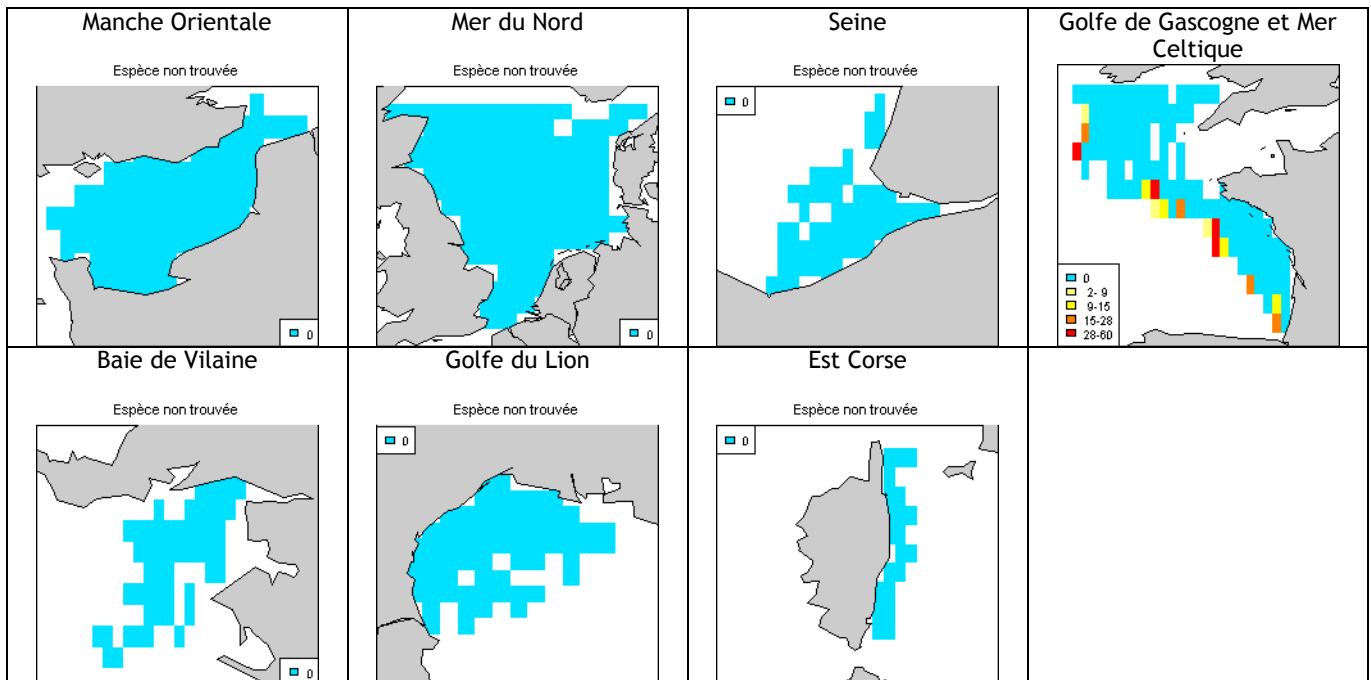 Manche Orientale
Espèce non trouvée
0
Mer du Nord
Espèce non trouvée
0
Seine
Espèce non trouvée
0
Golfe de Gascogne et Mer
Celtique
0
2- 9
9-15
15-28
28-60
Baie de Vilaine
Espèce non trouvée
0
Golfe du Lion
Espèce non trouvée
0
Est Corse
Espèce non trouvée
0